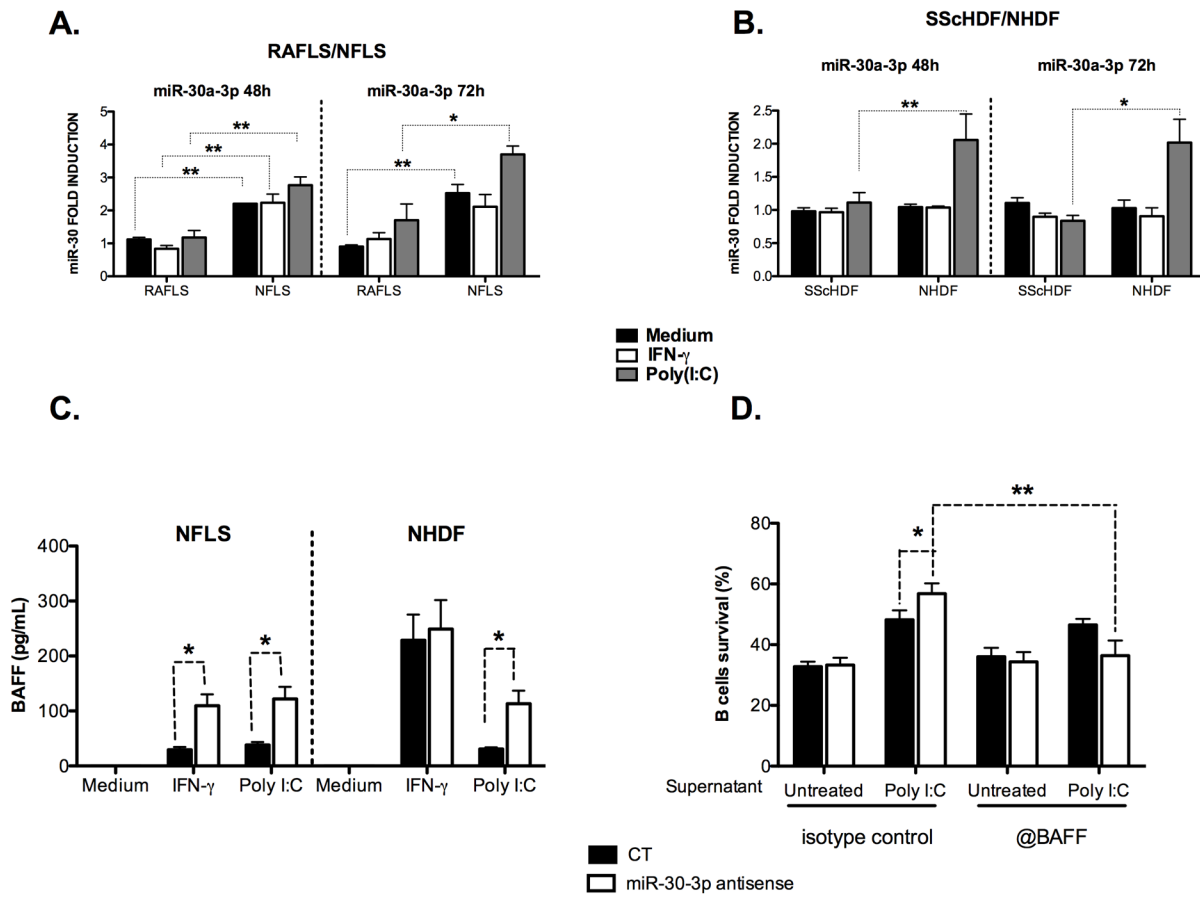 A.
RAFLS/NFLS
miR-30a-3p 48h
miR-30a-3p 72h
miR-30 FOLD INDUCTION
5
4
3
2
1
0
**
**
**
**
*
RAFLS
NFLS
RAFLS
NFLS
B.
SScHDF/NHDF
miR-30a-3p 48h
miR-30a-3p 72h
miR-30 FOLD INDUCTION
2.5
2.0
1.5
1.0
0.5
0.0
**
*
SScHDF
NHDF
SScHDF
NHDF
Medium
IFN-γ
Poly(I:C)
C.
NFLS
NHDF
BAFF (pg/mL)
400
300
200
100
0
*
*
*
Medium
IFN-γ
Poly I:C
Medium
IFN-γ
Poly I:C
D.
B cells survival (%)
80
60
40
20
0
*
**
Supernatant
Untreated
Poly I:C
Untreated
Poly I:C
isotype control
@BAFF
CT
miR-30-3p antisense